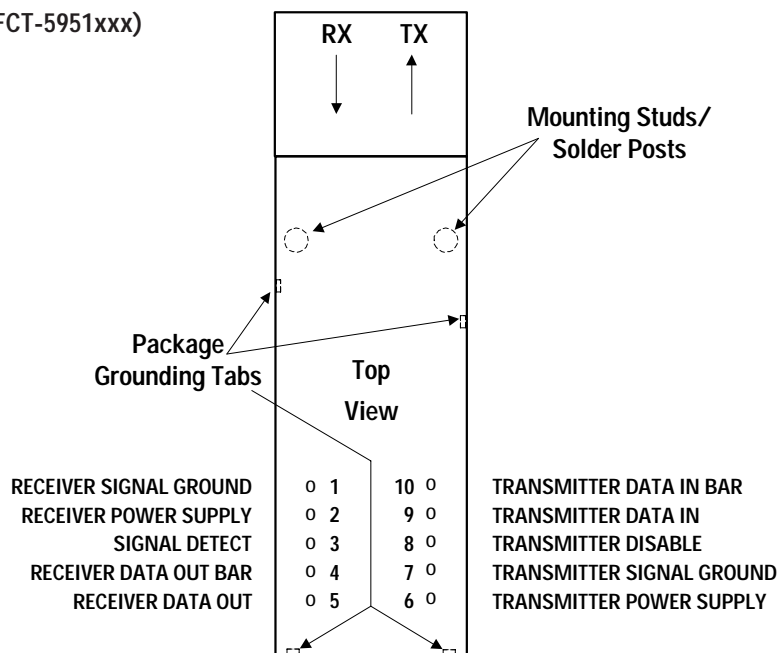 FCT-5951xxx)
RX TX
Mounting Studs/
Solder Posts
Package
Grounding Tabs
Top
View
RECEIVER SIGNAL GROUND o 1 10 o TRANSMITTER DATA IN BAR
RECEIVER POWER SUPPLY o 2 9 o TRANSMITTER DATA IN
SIGNAL DETECT o 3 8 o TRANSMITTER DISABLE
RECEIVER DATA OUT BAR o 4 7 o TRANSMITTER SIGNAL GROUND
RECEIVER DATA OUT o 5 6 o TRANSMITTER POWER SUPPLY